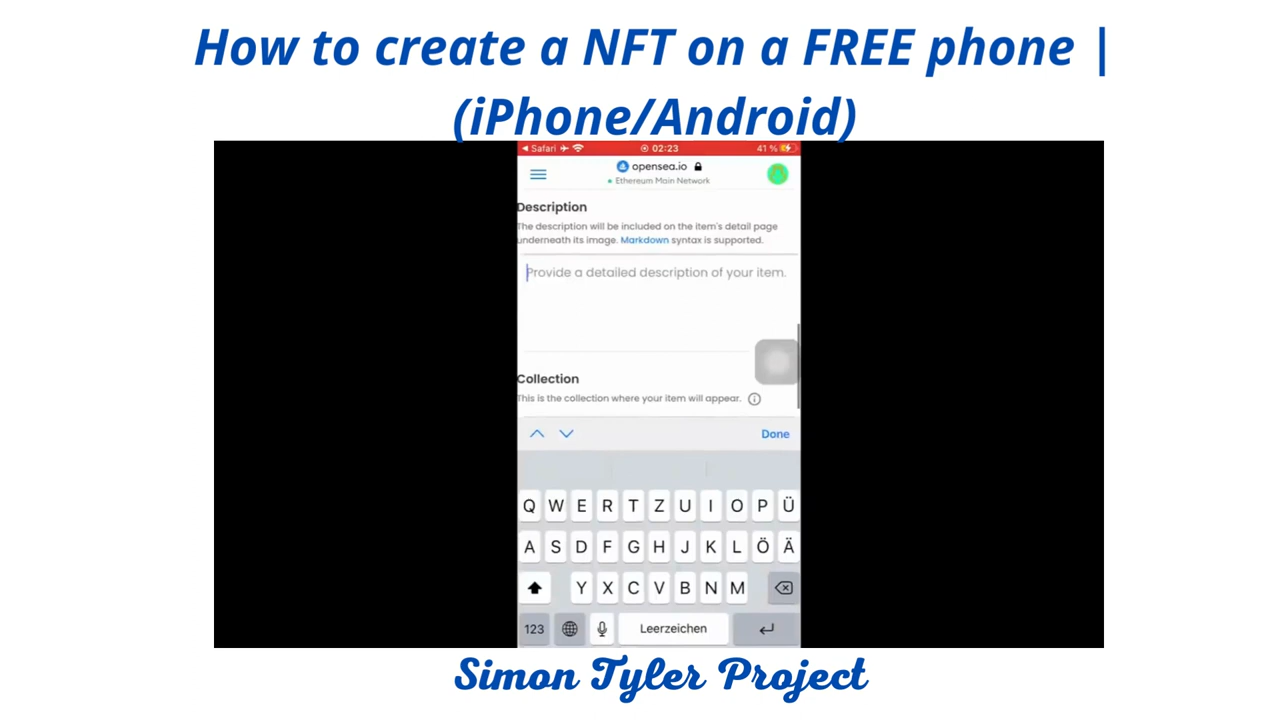 How to create a NFT on a FREE phone |
(iPhone/Android)
Safari 02:23 41 %
opensea.io
Ethereum Main Network
Description
The description will be included on the item's detail page
underneath its image. Markdown syntax is supported.
Provide a detailed description of your item.
Collection
This is the collection where your item will appear.
Done
Q W E R T Z U I O P Ü
A S D F G H J K L Ö Ä
Y X C V B N M
123 Leerzeichen
Simon Tyler Project